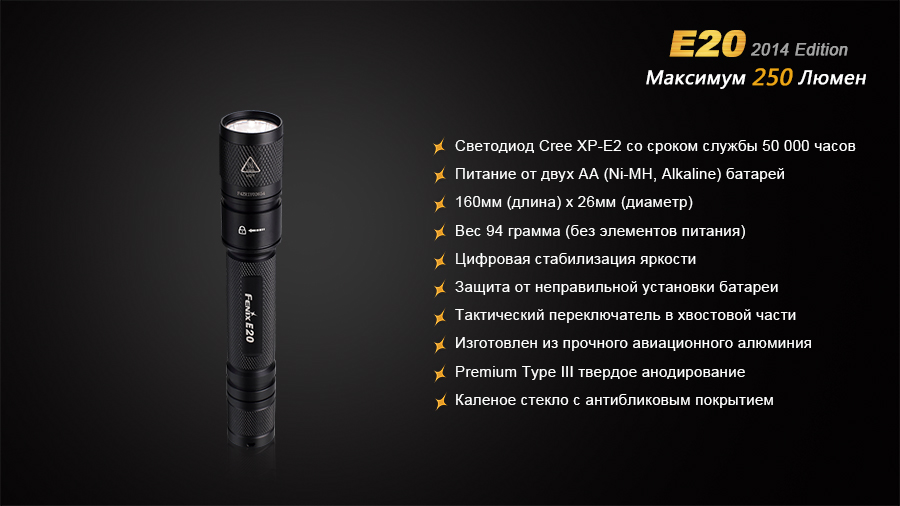 E20 2014 Edition
Максимум 250 Люмен
Светодиод Cree XP-E2 со сроком службы 50 000 часов
Питание от двух АА (Ni-MH, Alkaline) батарей
160мм (длина) х 26мм (диаметр)
Вес 94 грамма (без элементов питания)
Цифровая стабилизация яркости
Защита от неправильной установки батареи
Тактический переключатель в хвостовой части
Изготовлен из прочного авиационного алюминия
Premium Type III твердое анодирование
Каленое стекло с антибликовым покрытием
FENIX E20